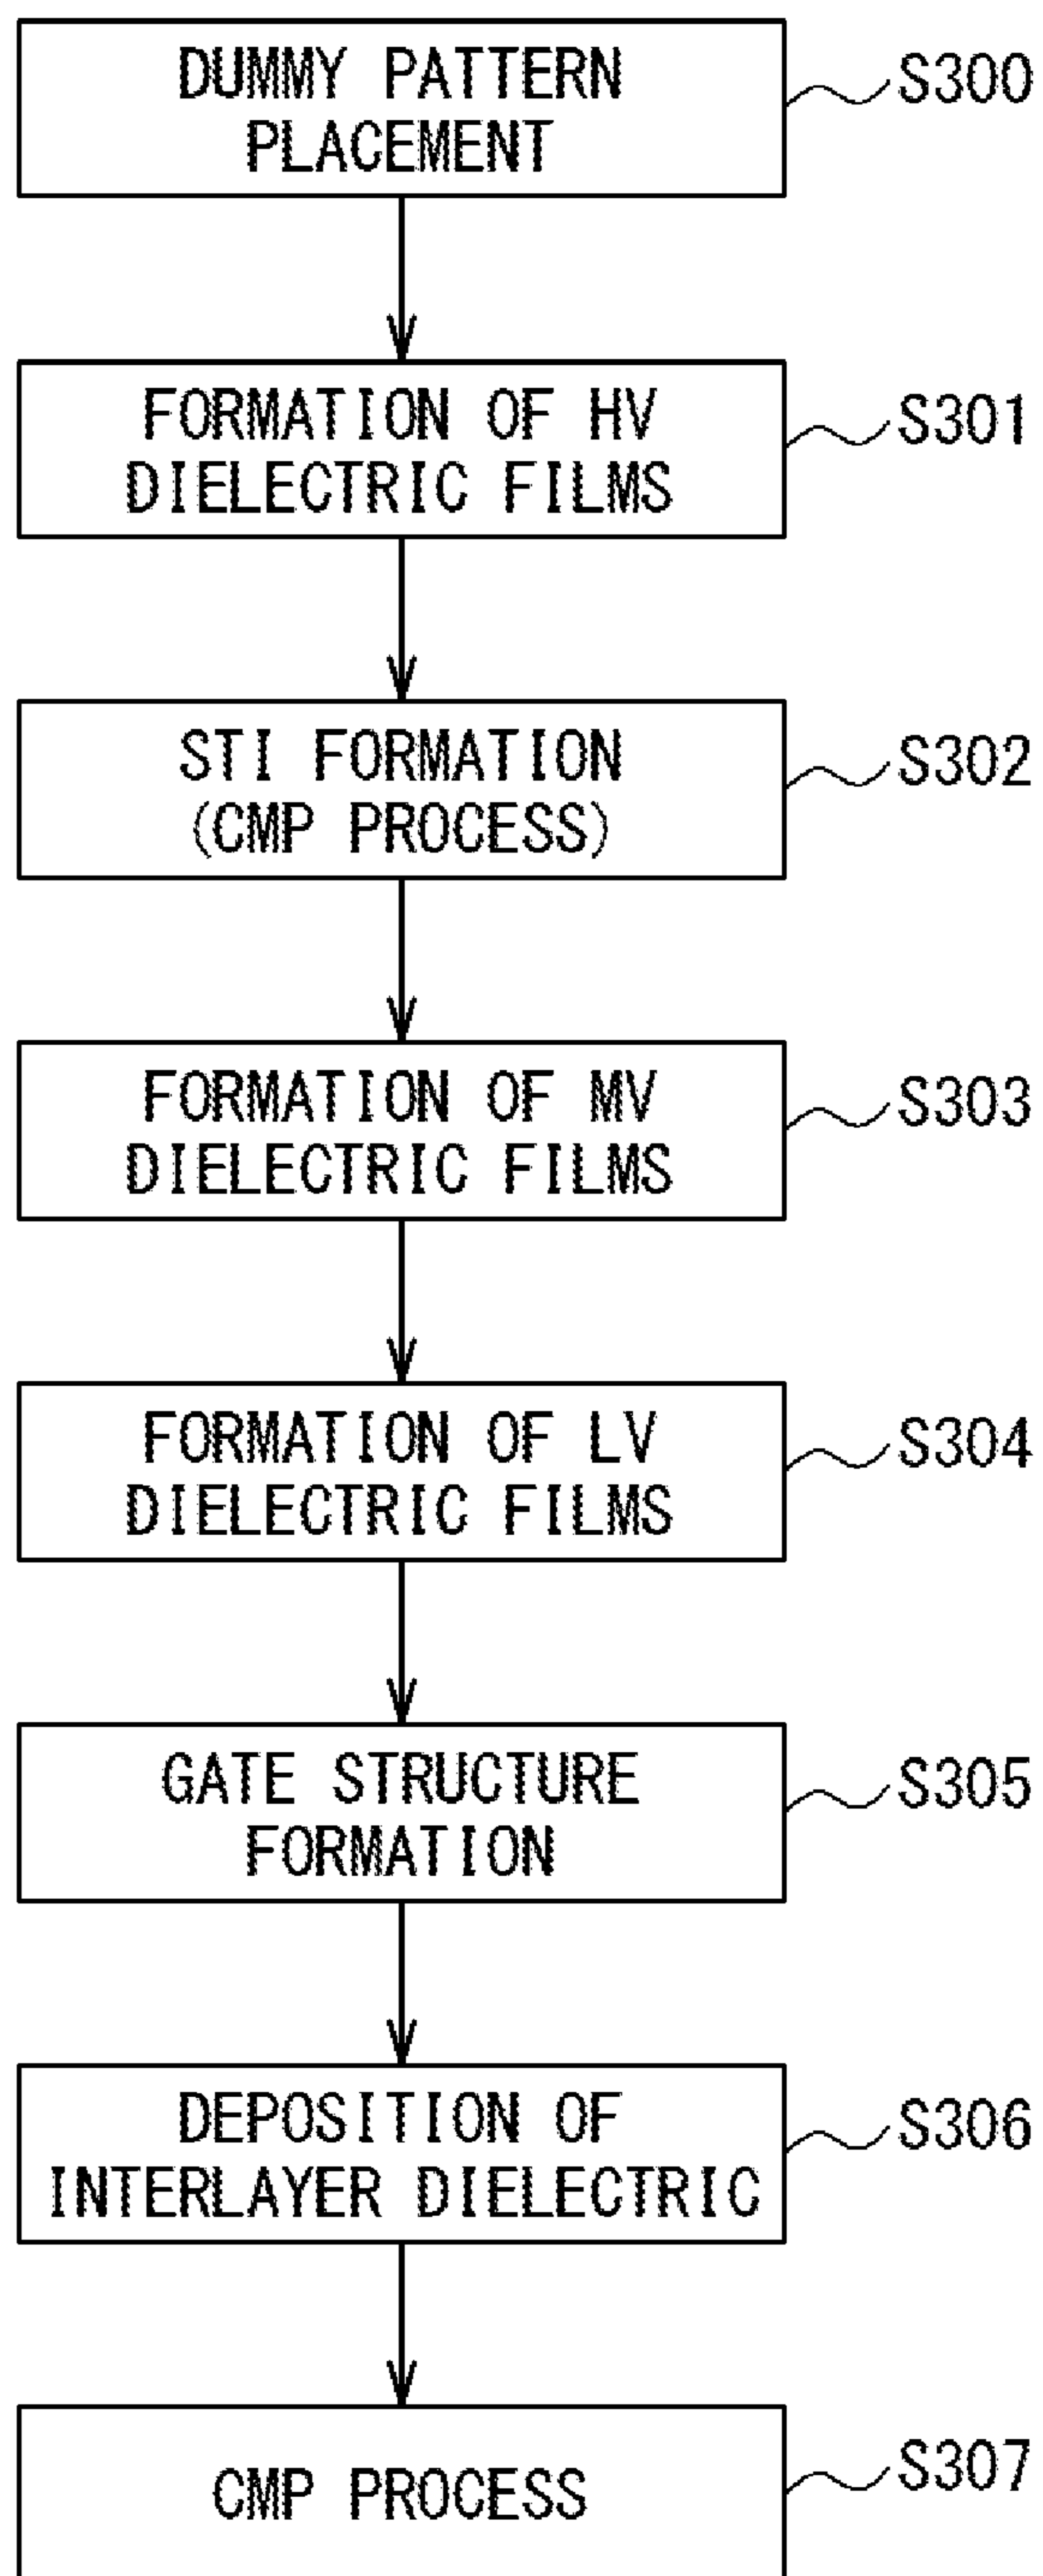 DUMMY PATTERN
PLACEMENT
S300
FORMATION OF HV
DIELECTRIC FILMS
S301
STI FORMATION
(CMP PROCESS)
S302
FORMATION OF MV
DIELECTRIC FILMS
S303
FORMATION OF LV
DIELECTRIC FILMS
S304
GATE STRUCTURE
FORMATION
S305
DEPOSITION OF
INTERLAYER DIELECTRIC
S306
CMP PROCESS
S307